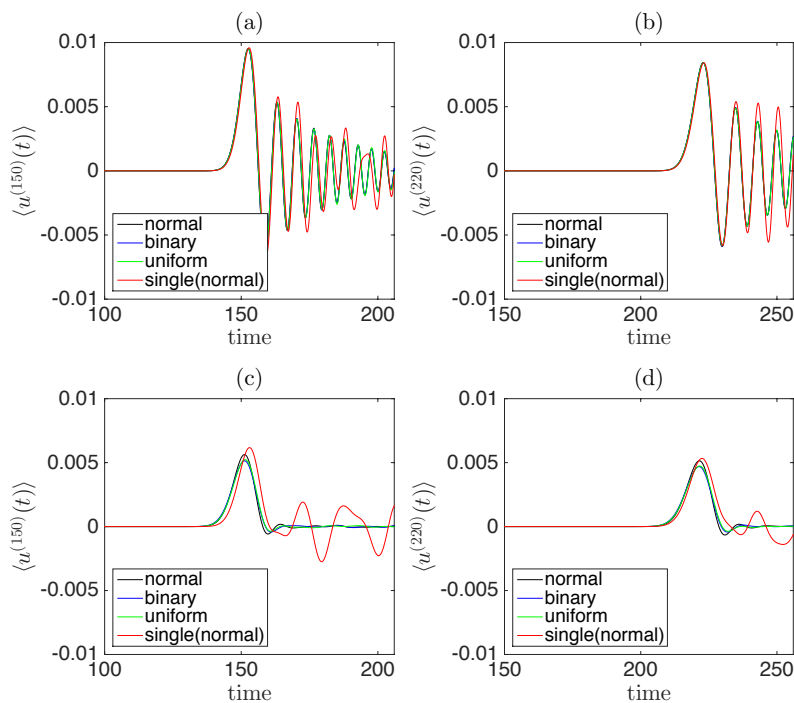 (a)
⟨u^(150)(t)⟩
0.01
0.005
0
-0.005
-0.01
normal
binary
uniform
single(normal)
100
150
200
time
(b)
⟨u^(220)(t)⟩
0.01
0.005
0
-0.005
-0.01
normal
binary
uniform
single(normal)
150
200
250
time
(c)
⟨u^(150)(t)⟩
0.01
0.005
0
-0.005
-0.01
normal
binary
uniform
single(normal)
100
150
200
time
(d)
⟨u^(220)(t)⟩
0.01
0.005
0
-0.005
-0.01
normal
binary
uniform
single(normal)
150
200
250
time